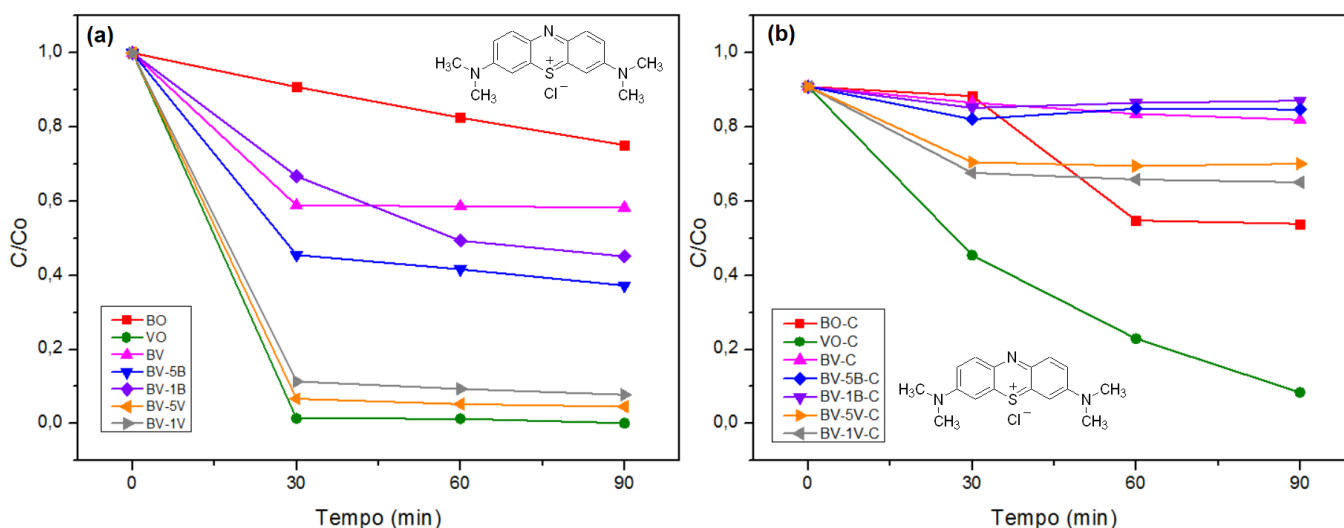 (a)
C/Co
1,0
0,8
0,6
0,4
0,2
0,0
N
H₃C
N
S
+
N
CH₃
CH₃
Cl⁻
CH₃
BO
VO
BV
BV-5B
BV-1B
BV-5V
BV-1V
0 30 60 90
Tempo (min)
(b)
C/Co
1,0
0,8
0,6
0,4
0,2
0,0
BO-C
VO-C
BV-C
BV-5B-C
BV-1B-C
BV-5V-C
BV-1V-C
N
H₃C
N
S
+
N
CH₃
CH₃
Cl⁻
CH₃
0 30 60 90
Tempo (min)